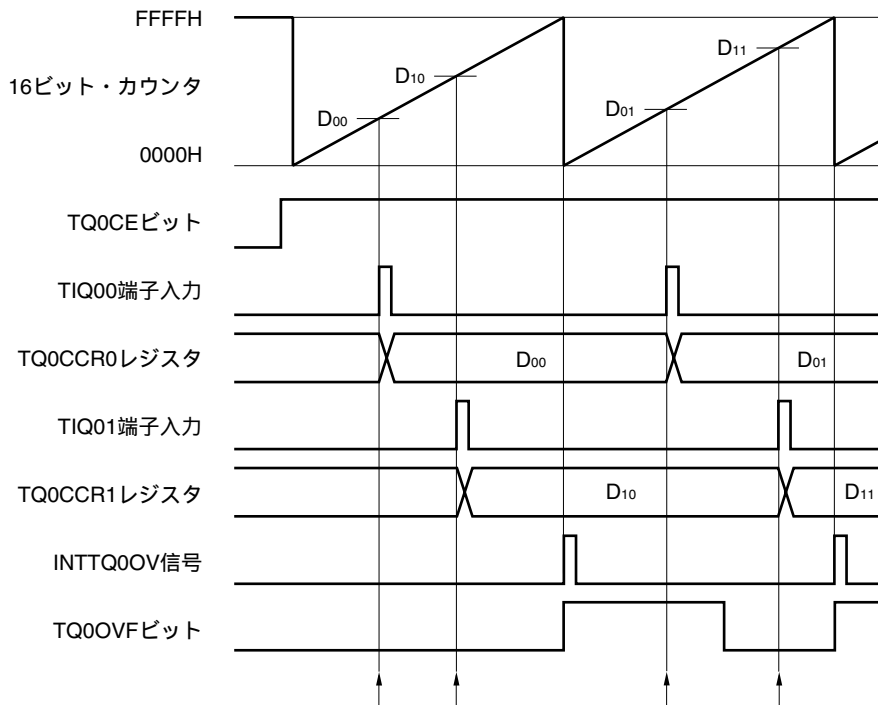 FFFFH
D11
D10
16ビット・カウンタ
D01
D00
0000H
TQ0CEビット
TIQ00端子入力
TQ0CCR0レジスタ
D00
D01
TIQ01端子入力
TQ0CCR1レジスタ
D10
D11
INTTQ0OV信号
TQ0OVFビット